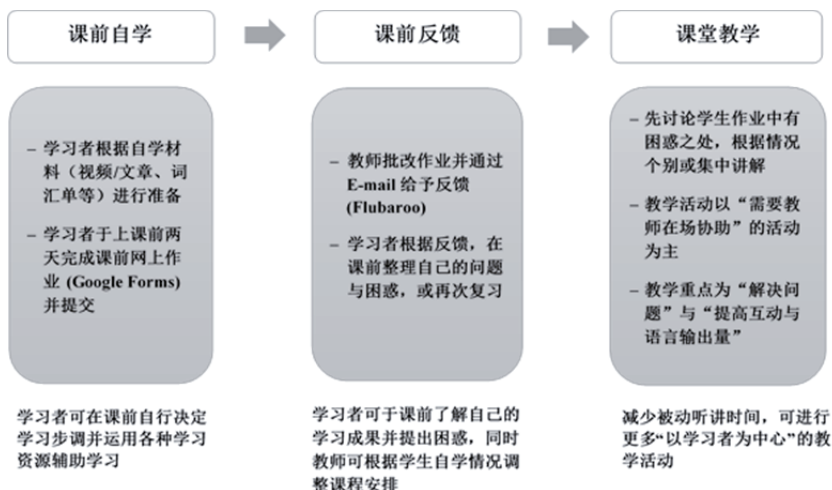 课前自学
课前反馈
课堂教学
– 学习者根据自学材
料（视频/文章、词
汇单等）进行准备
– 学习者于上课前两
天完成课前网上作
业 (Google Forms)
并提交
– 教师批改作业并通过
E-mail 给予反馈
(Flubaroo)
– 学习者根据反馈，在
课前整理自己的问题
与困惑，或再次复习
– 先讨论学生作业中有
困惑之处，根据情况
个别或集中讲解
– 教学活动以“需要教
师在场协助”的活动
为主
– 教学重点为“解决问
题”与“提高互动与
语言输出量”
学习者可在课前自行决定
学习步调并运用各种学习
资源辅助学习
学习者可于课前了解自己的
学习成果并提出困惑，同时
教师可根据学生自学情况调
整课程安排
减少被动听讲时间，可进行
更多“以学习者为中心”的教
学活动